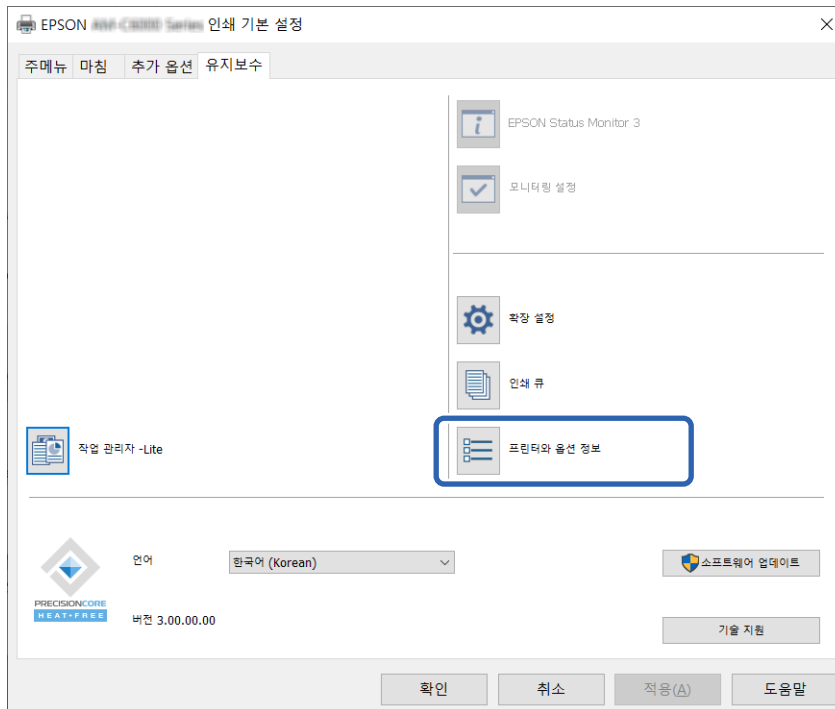 EPSON 인쇄 기본 설정
주메뉴 마침 추가 옵션 유지보수
EPSON Status Monitor 3
모니터링 설정
확장 설정
인쇄 큐
작업 관리자 -Lite
프린터와 옵션 정보
언어
한국어 (Korean)
소프트웨어 업데이트
PRECISIONCORE
HEAT-FREE
버전 3.00.00.00
기술 지원
확인 취소 적용(A) 도움말